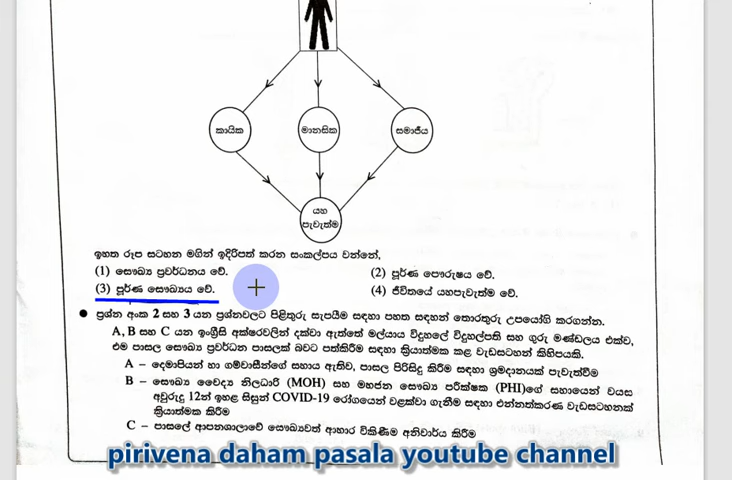 කායික
මානසික
සමාජීය
යහ
පැවැත්ම
ඉහත රූප සටහන මගින් ඉදිරිපත් කරන සංකල්පය වන්නේ,
(1) සෞඛ්‍ය ප්‍රවර්ධනය වේ.
(2) පූර්ණ පෞරුෂය වේ.
(3) පූර්ණ සෞඛ්‍යය වේ.
(4) ජීවිතයේ යහපැවැත්ම වේ.
● ප්‍රශ්න අංක 2 සහ 3 යන ප්‍රශ්නවලට පිළිතුරු සැපයීම සඳහා පහත සඳහන් තොරතුරු උපයෝගි කරගන්න.
A, B සහ C යන ඉංග්‍රීසි අක්ෂරවලින් දක්වා ඇත්තේ මල්යාය විදුහලේ විදුහල්පති සහ ගුරු මණ්ඩලය එක්ව,
එම පාසල සෞඛ්‍ය ප්‍රවර්ධන පාසලක් බවට පත්කිරීම සඳහා ක්‍රියාත්මක කළ වැඩසටහන් කිහිපයකි.
A – දෙමාපියන් හා ගම්වාසීන්ගේ සහාය ඇතිව, පාසල පිරිසිදු කිරීම සඳහා ශ්‍රමදානයක් පැවැත්වීම
B – සෞඛ්‍ය වෛද්‍ය නිලධාරි (MOH) සහ මහජන සෞඛ්‍ය පරීක්ෂක (PHI)ගේ සහායෙන් වයස
අවුරුදු 12න් ඉහළ සිසුන් COVID-19 රෝගයෙන් වළක්වා ගැනීම සඳහා එන්නත්කරණ වැඩසටහනක්
ක්‍රියාත්මක කිරීම
C – පාසලේ ආපනශාලාවේ සෞඛ්‍යවත් ආහාර විකිණීම අනිවාර්ය කිරීම
pirivena daham pasala youtube channel